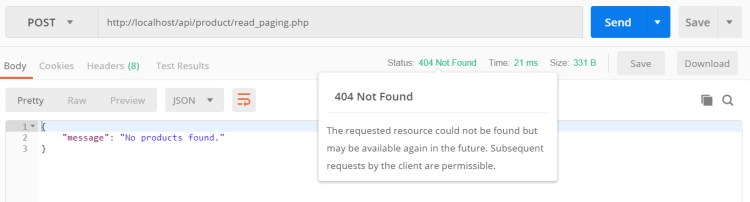 POST http://localhost/api/product/read_paging.php Send Save
Body Cookies Headers (8) Test Results Status: 404 Not Found Time: 21 ms Size: 331 B Save Download
Pretty Raw Preview JSON
404 Not Found
The requested resource could not be found but
may be available again in the future. Subsequent
requests by the client are permissible.
1 {
2 "message": "No products found."
3 }